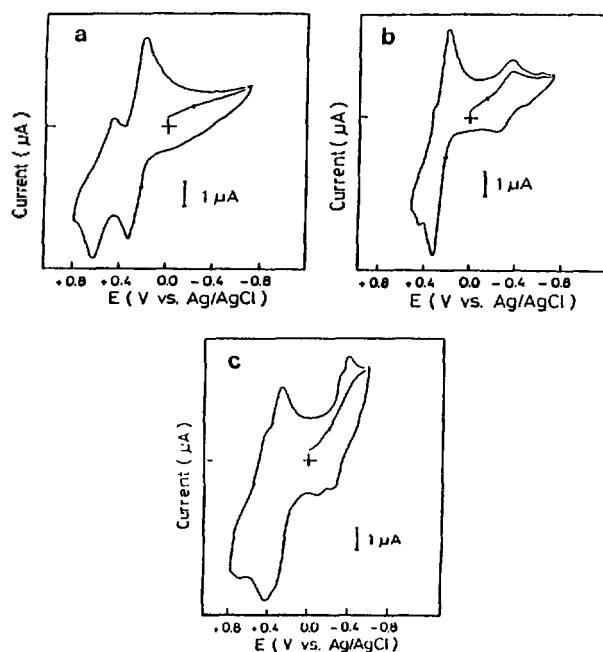 a
Current (μA)
1 μA
+0.8 +0.4 0.0 -0.4 -0.8
E (V vs. Ag/AgCl)
b
Current (μA)
1 μA
+0.8 +0.4 0.0 -0.4 -0.8
E (V vs. Ag/AgCl)
c
Current (μA)
1 μA
+0.8 +0.4 0.0 -0.4 -0.8
E (V vs. Ag/AgCl)